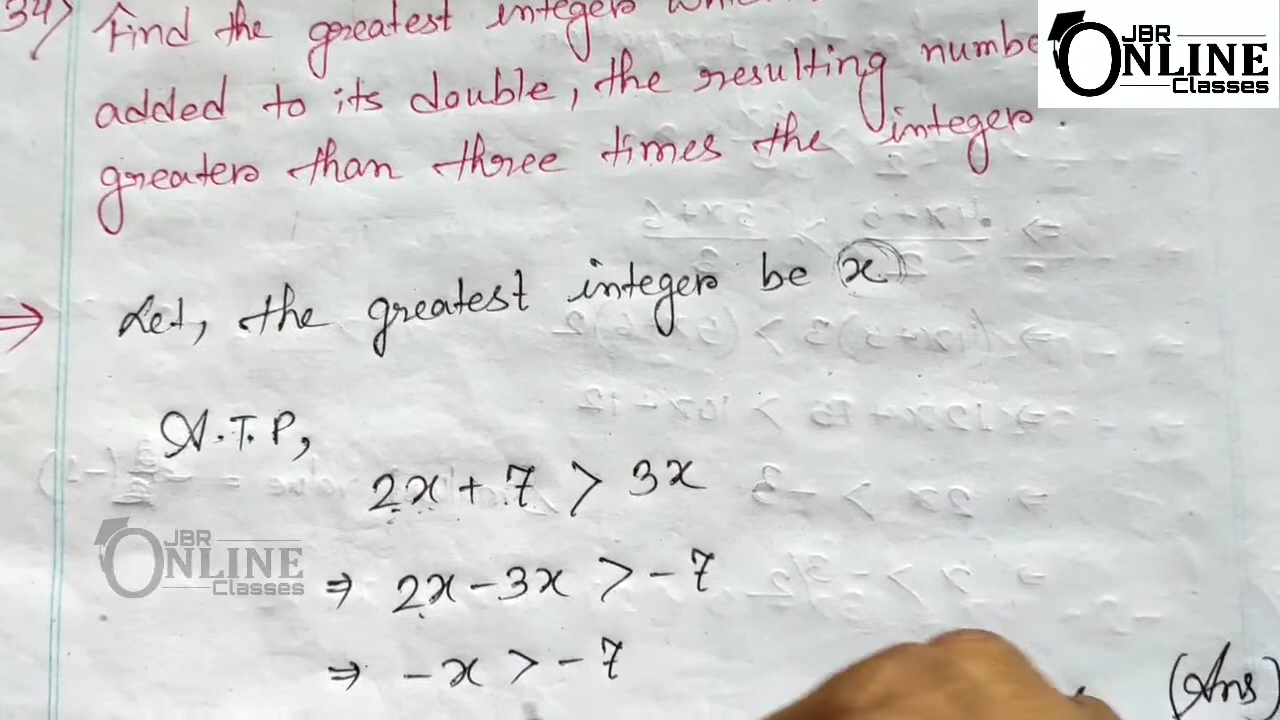 34) Find the greatest integer
added to its double, the resulting numbe
greater than three times the integer.
Let, the greatest integer be x
A.T.P,
2x + 7 > 3x
⇒ 2x - 3x > -7
⇒ -x > -7
(Ans)
JBR
ONLINE
Classes
JBR
ONLINE
Classes